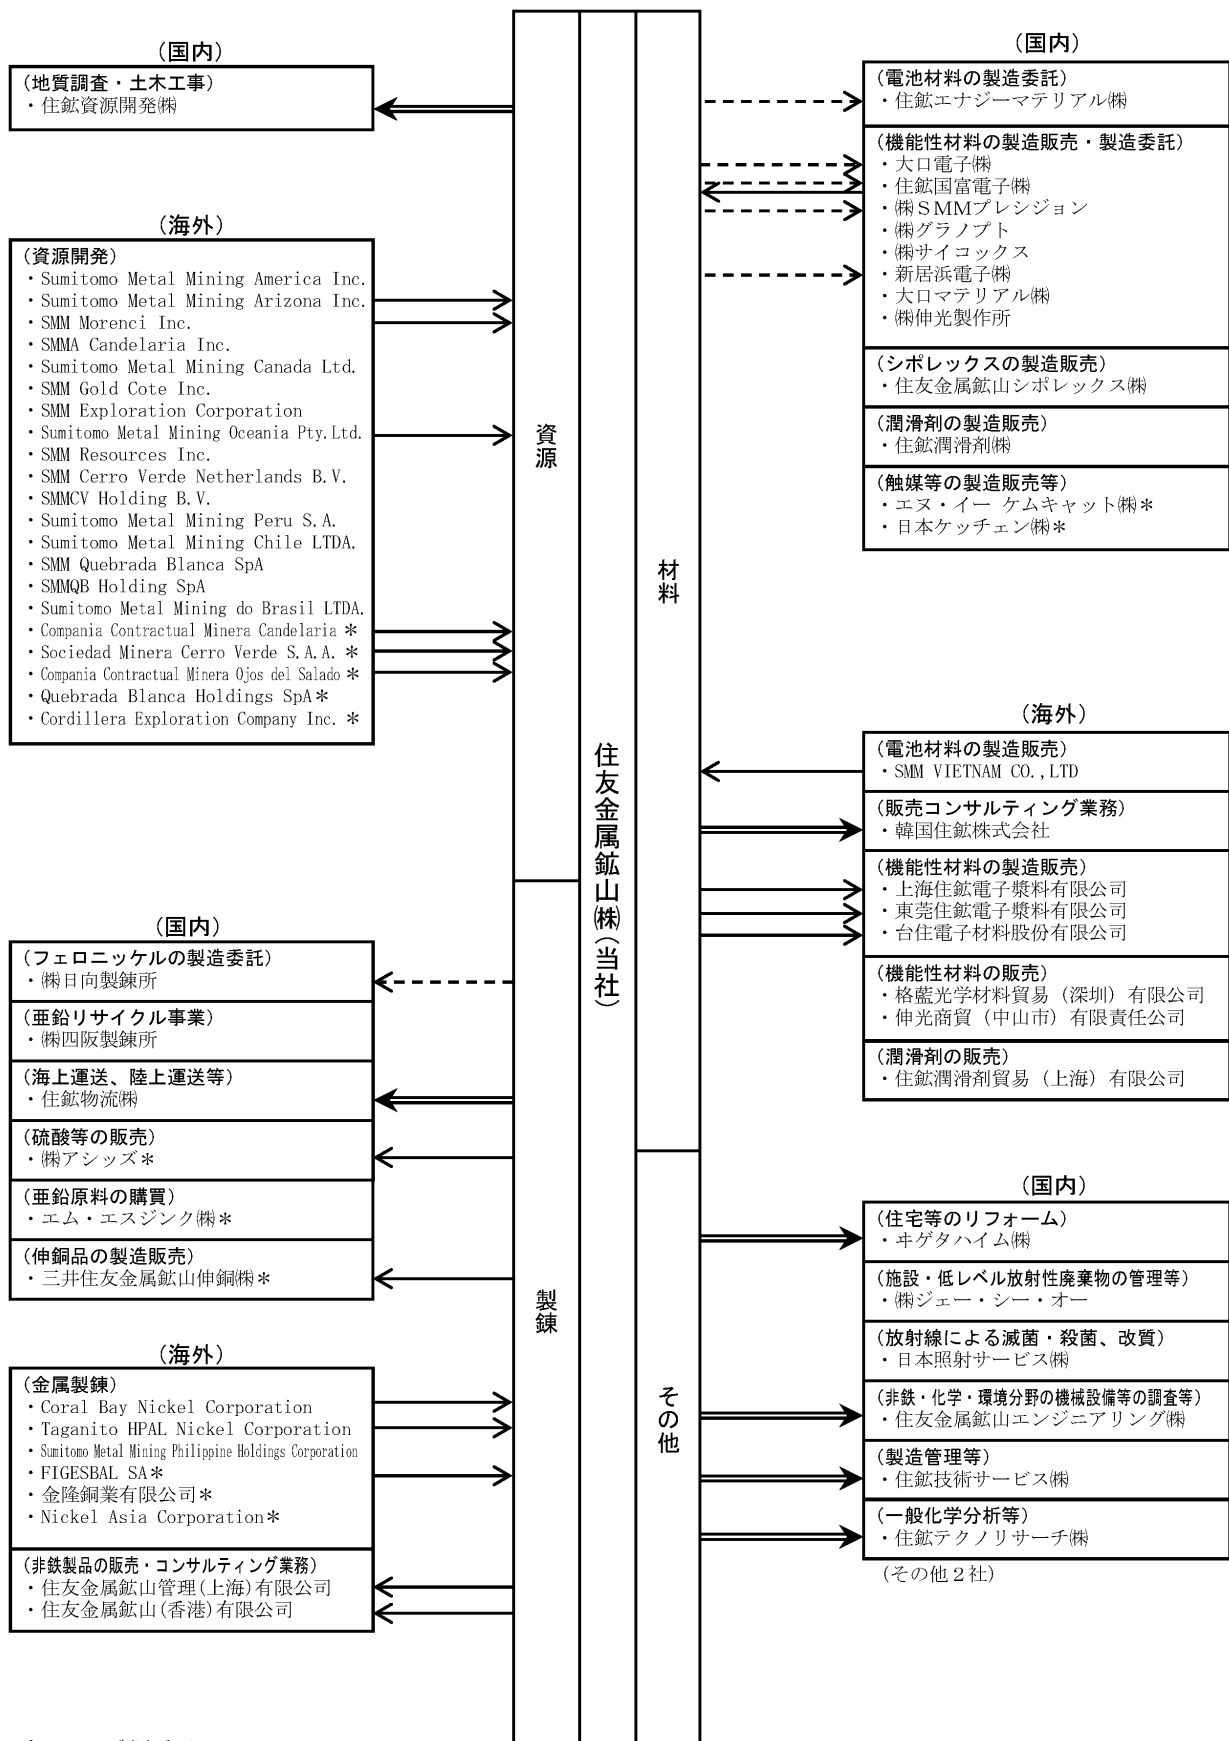 (国内)
(地質調査・土木工事)
・住鉱資源開発㈱
(海外)
(資源開発)
・Sumitomo Metal Mining America Inc.
・Sumitomo Metal Mining Arizona Inc.
・SMM Morenci Inc.
・SMMA Candelaria Inc.
・Sumitomo Metal Mining Canada Ltd.
・SMM Gold Cote Inc.
・SMM Exploration Corporation
・Sumitomo Metal Mining Oceania Pty.Ltd.
・SMM Resources Inc.
・SMM Cerro Verde Netherlands B.V.
・SMMCV Holding B.V.
・Sumitomo Metal Mining Peru S.A.
・Sumitomo Metal Mining Chile LTDA.
・SMM Quebrada Blanca SpA
・SMMQB Holding SpA
・Sumitomo Metal Mining do Brasil LTDA.
・Compania Contractual Minera Candelaria *
・Sociedad Minera Cerro Verde S.A.A. *
・Compania Contractual Minera Ojos del Salado *
・Quebrada Blanca Holdings SpA*
・Cordillera Exploration Company Inc. *
(国内)
(フェロニッケルの製造委託)
・㈱日向製錬所
(亜鉛リサイクル事業)
・㈱四阪製錬所
(海上運送、陸上運送等)
・住鉱物流㈱
(硫酸等の販売)
・㈱アシッズ*
(亜鉛原料の購買)
・エム・エスジンク㈱*
(伸銅品の製造販売)
・三井住友金属鉱山伸銅㈱*
(海外)
(金属製錬)
・Coral Bay Nickel Corporation
・Taganito HPAL Nickel Corporation
・Sumitomo Metal Mining Philippine Holdings Corporation
・FIGESBAL SA*
・金隆銅業有限公司*
・Nickel Asia Corporation*
(非鉄製品の販売・コンサルティング業務)
・住友金属鉱山管理(上海)有限公司
・住友金属鉱山(香港)有限公司
資源
製錬
住友金属鉱山㈱(当社)
材料
その他
(国内)
(電池材料の製造委託)
・住鉱エナジーマテリアル㈱
(機能性材料の製造販売・製造委託)
・大口電子㈱
・住鉱国富電子㈱
・㈱SMMプレシジョン
・㈱グラノプト
・㈱サイコックス
・新居浜電子㈱
・大口マテリアル㈱
・㈱伸光製作所
(シポレックスの製造販売)
・住友金属鉱山シポレックス㈱
(潤滑剤の製造販売)
・住鉱潤滑剤㈱
(触媒等の製造販売等)
・エヌ・イー ケムキャット㈱*
・日本ケッチェン㈱*
(海外)
(電池材料の製造販売)
・SMM VIETNAM CO.,LTD
(販売コンサルティング業務)
・韓国住鉱株式会社
(機能性材料の製造販売)
・上海住鉱電子漿料有限公司
・東莞住鉱電子漿料有限公司
・台住電子材料股份有限公司
(機能性材料の販売)
・格藍光学材料貿易(深圳)有限公司
・伸光商貿(中山市)有限責任公司
(潤滑剤の販売)
・住鉱潤滑剤貿易(上海)有限公司
(国内)
(住宅等のリフォーム)
・ヰゲタハイム㈱
(施設・低レベル放射性廃棄物の管理等)
・㈱ジェー・シー・オー
(放射線による滅菌・殺菌、改質)
・日本照射サービス㈱
(非鉄・化学・環境分野の機械設備等の調査等)
・住友金属鉱山エンジニアリング㈱
(製造管理等)
・住鉱技術サービス㈱
(一般化学分析等)
・住鉱テクノリサーチ㈱
(その他2社)